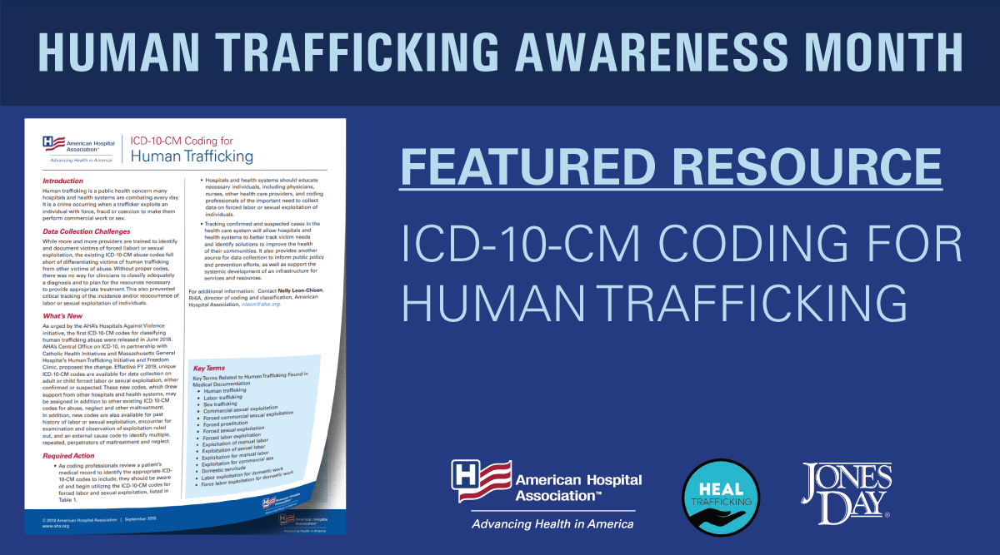 HUMAN TRAFFICKING AWARENESS MONTH
American Hospital
Association™
Advancing Health in America
ICD-10-CM Coding for
Human Trafficking
Introduction
Human trafficking is a public health concern many
hospitals and health systems are combating every day.
It is a crime occurring when a trafficker exploits an
individual with force, fraud or coercion to make them
perform commercial work or sex.
Data Collection Challenges
While more and more providers are trained to identify
and document victims of forced (labor) or sexual
exploitation, the existing ICD-10-CM abuse codes fell
short of differentiating victims of human trafficking
from other victims of abuse. Without proper codes,
there was no way for clinicians to classify adequately
a diagnosis and to plan for the resources necessary
to provide appropriate treatment. This also prevented
critical tracking of the incidence and/or reoccurrence of
labor or sexual exploitation of individuals.
What's New
As urged by the AHA's Hospitals Against Violence
initiative, the first ICD-10-CM codes for classifying
human trafficking abuse were released in June 2018.
AHA's Central Office on ICD-10, in partnership with
Catholic Health Initiatives and Massachusetts General
Hospital's Human Trafficking Initiative and Freedom
Clinic, proposed the change. Effective FY 2019, unique
ICD-10-CM codes are available for data collection on
adult or child forced labor or sexual exploitation, either
confirmed or suspected. These new codes, which drew
support from other hospitals and health systems, may
be assigned in addition to other existing ICD-10-CM
codes for abuse, neglect and other maltreatment.
In addition, new codes are also available for past
history of labor or sexual exploitation, encounter for
examination and observation of exploitation ruled
out, and an external cause code to identify multiple,
repeated, perpetrators of maltreatment and neglect.
Required Action
• As coding professionals review a patient's
medical record to identify the appropriate ICD-
10-CM codes to include, they should be aware
of and begin utilizing the ICD-10-CM codes for
forced labor and sexual exploitation, listed in
Table 1.
• Hospitals and health systems should educate
necessary individuals, including physicians,
nurses, other health care providers, and coding
professionals of the important need to collect
data on forced labor or sexual exploitation of
individuals.
• Tracking confirmed and suspected cases in the
health care system will allow hospitals and
health systems to better track victim needs
and identify solutions to improve the health
of their communities. It also provides another
source for data collection to inform public policy
and prevention efforts, as well as support the
systemic development of an infrastructure for
services and resources.
For additional information: Contact Nelly Leon-Chisen,
RHIA, director of coding and classification, American
Hospital Association, nleon@aha.org.
Key Terms
Key Terms Related to Human Trafficking Found in
Medical Documentation
• Human trafficking
• Labor trafficking
• Sex trafficking
• Commercial sexual exploitation
• Forced commercial sexual exploitation
• Forced prostitution
• Forced sexual exploitation
• Forced labor exploitation
• Exploitation of manual labor
• Exploitation of sexual labor
• Exploitation for manual labor
• Exploitation for commercial sex
• Domestic servitude
• Labor exploitation for domestic work
• Force labor exploitation for domestic work
© 2018 American Hospital Association | September 2018
www.aha.org
American Hospital
Association
Advancing Health in America
American Hospital
Association
Advancing Health in America
FEATURED RESOURCE
ICD-10-CM CODING FOR
HUMAN TRAFFICKING
H
American Hospital
Association™
Advancing Health in America
HEAL
TRAFFICKING
JONES
DAY®